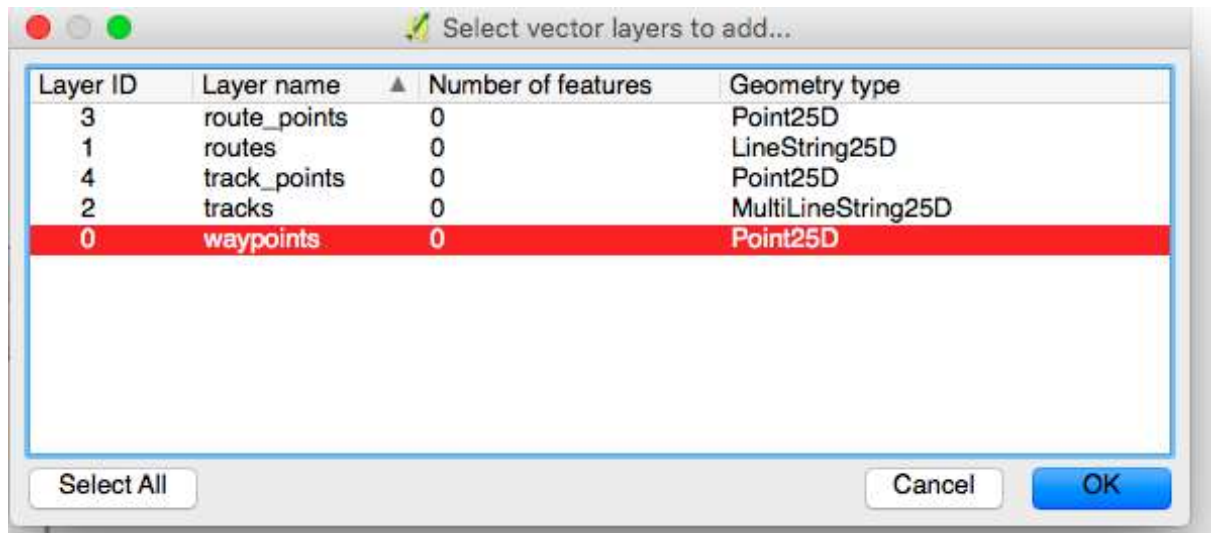 Select vector layers to add...
Layer ID Layer name Number of features Geometry type
3 route_points 0 Point25D
1 routes 0 LineString25D
4 track_points 0 Point25D
2 tracks 0 MultiLineString25D
0 waypoints 0 Point25D
Select All Cancel OK